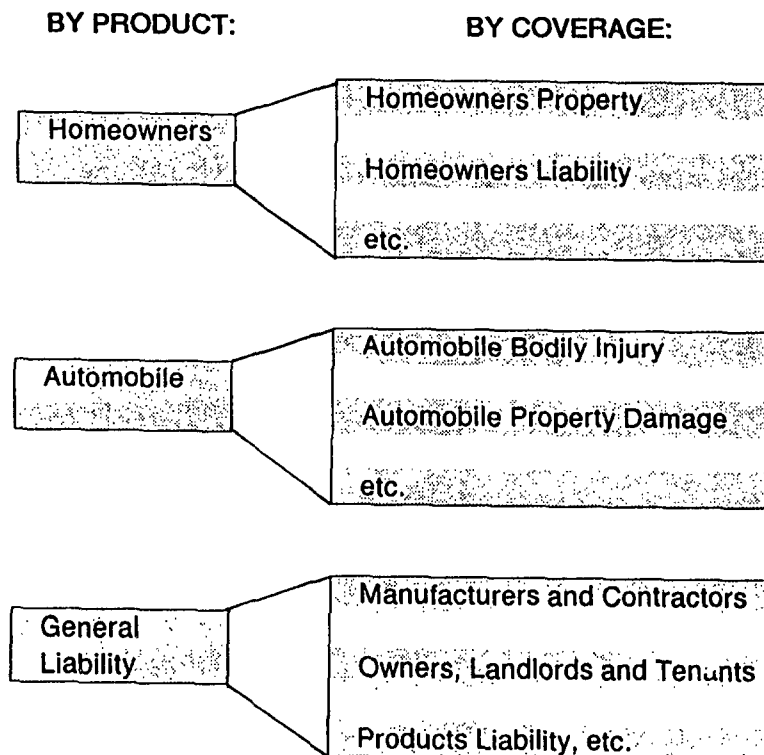 BY PRODUCT:
BY COVERAGE:
Homeowners
Homeowners Property
Homeowners Liability
etc.
Automobile
Automobile Bodily Injury
Automobile Property Damage
etc.
General
Liability
Manufacturers and Contractors
Owners, Landlords and Tenants
Products Liability, etc.